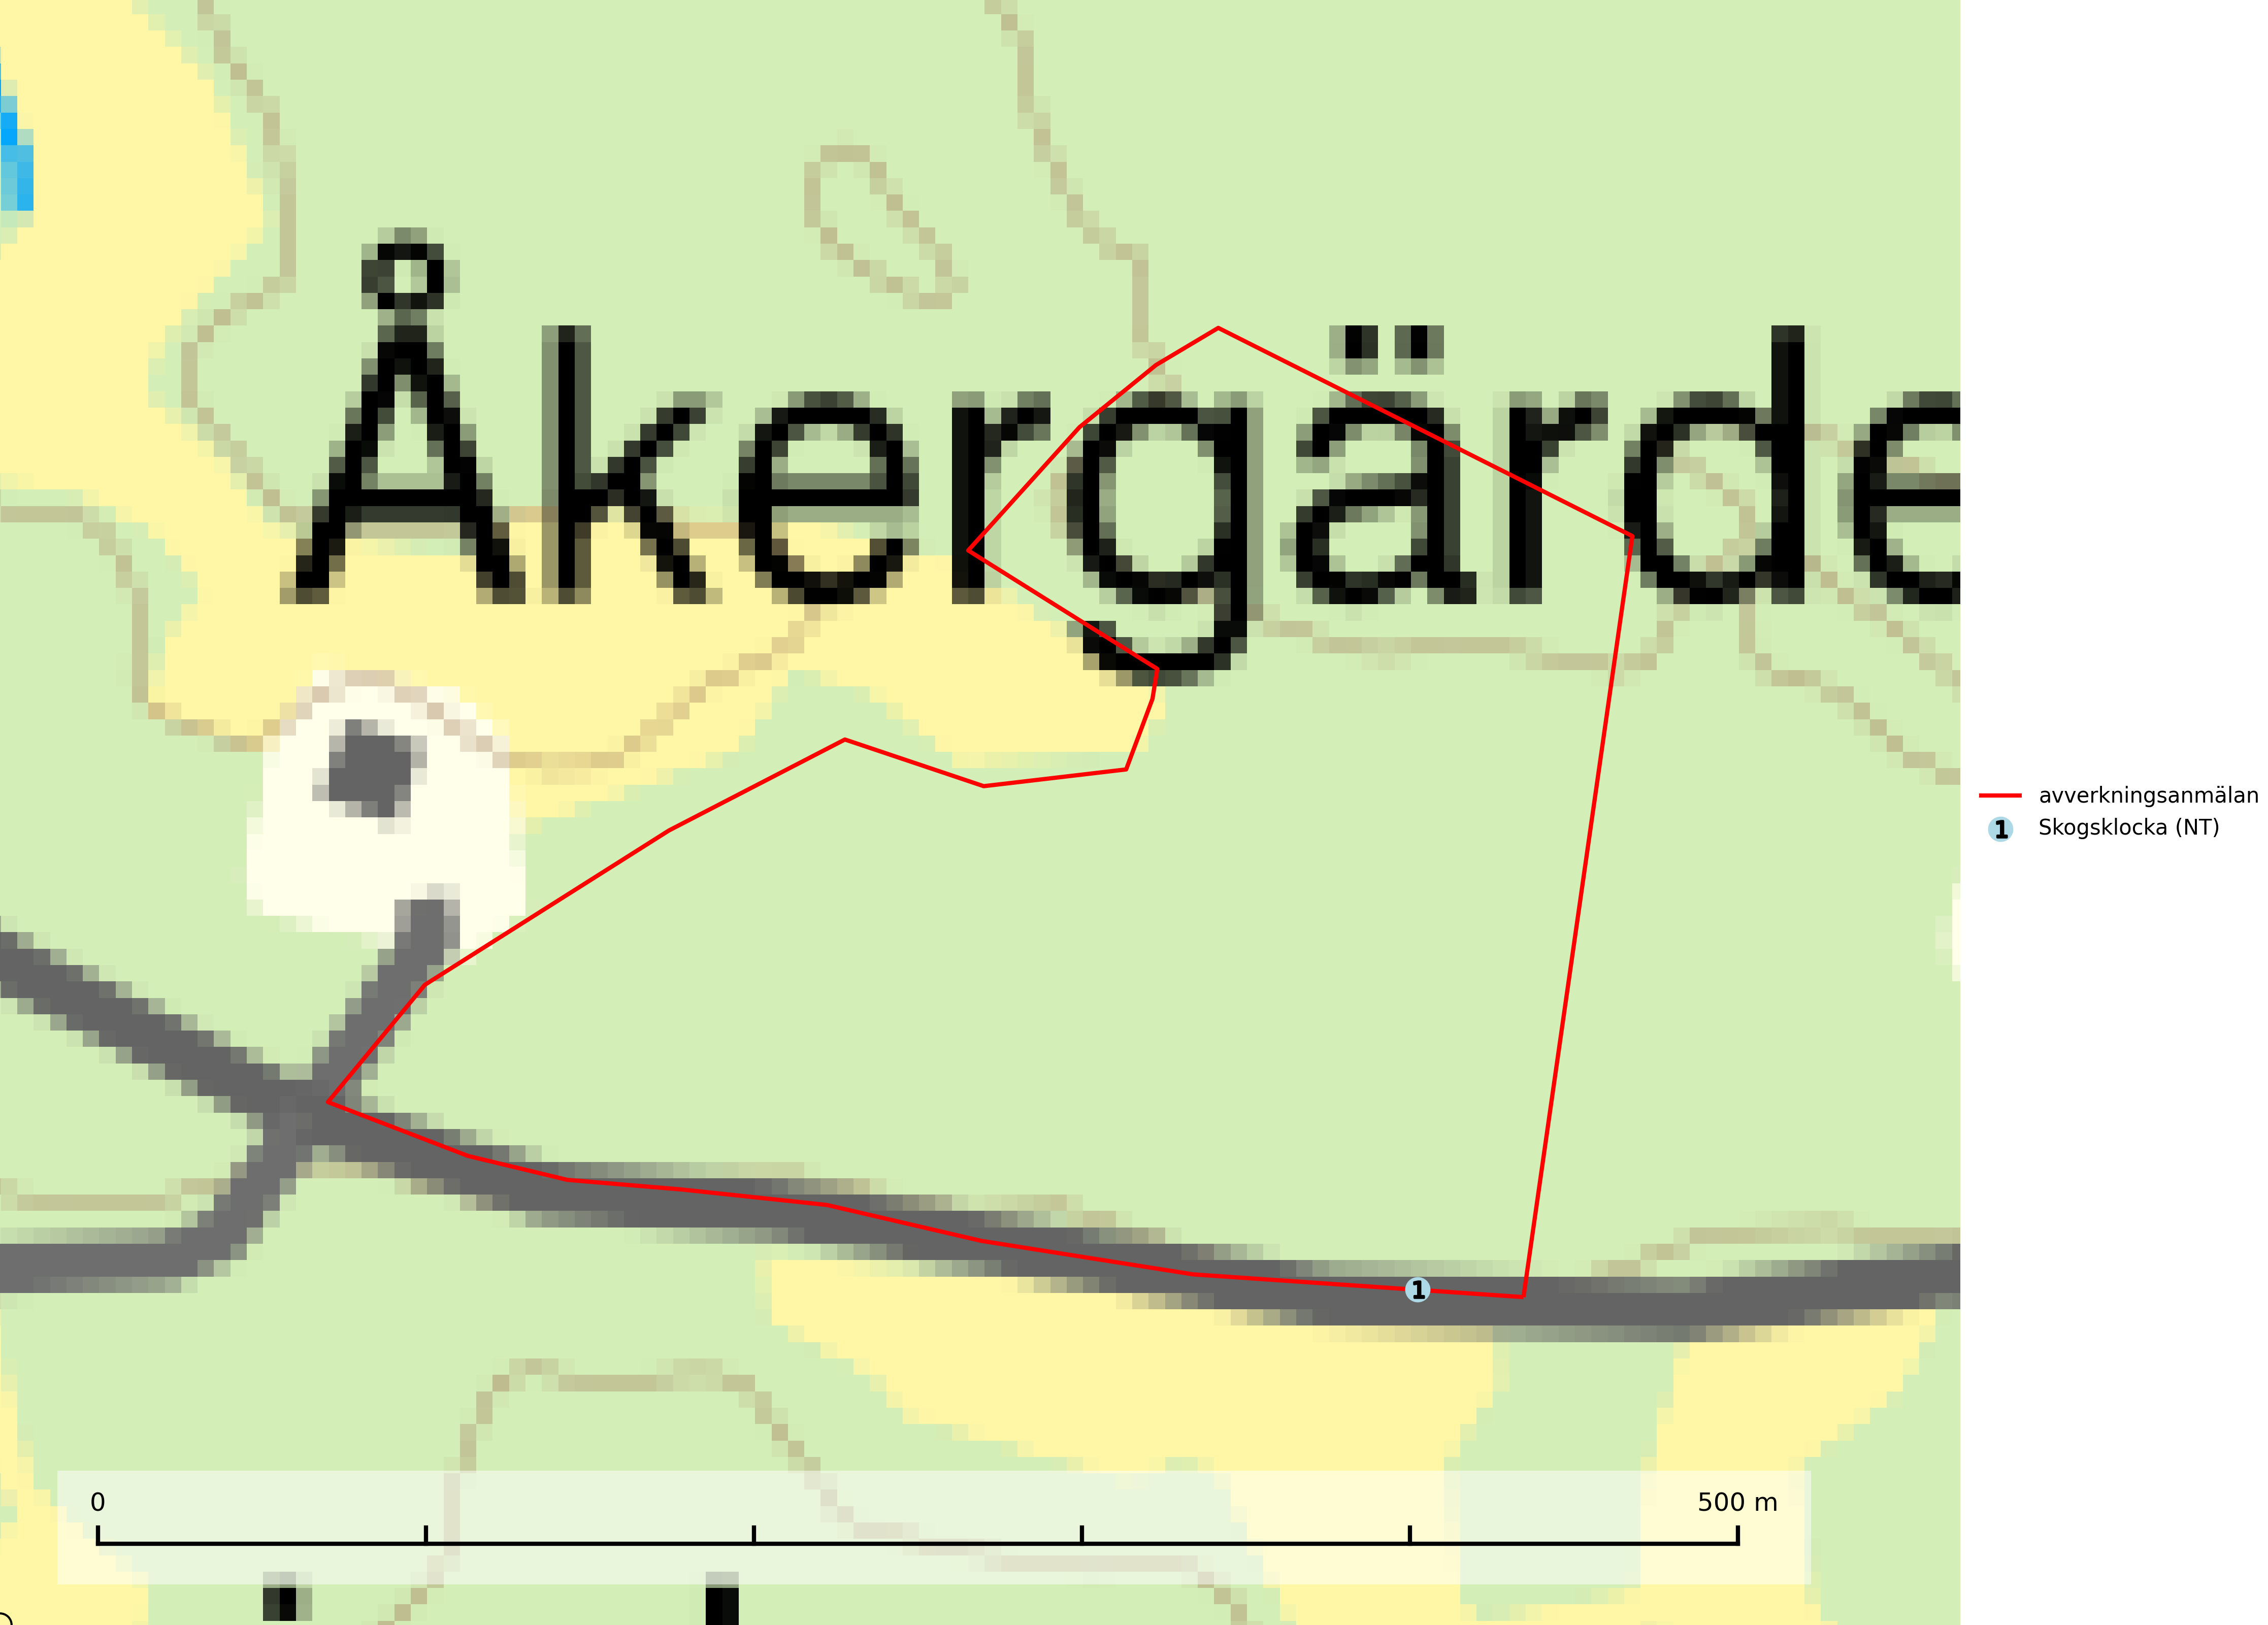 Åkergärde
avverkningsanmälan
1 Skogsklocka (NT)
1
0 500 m